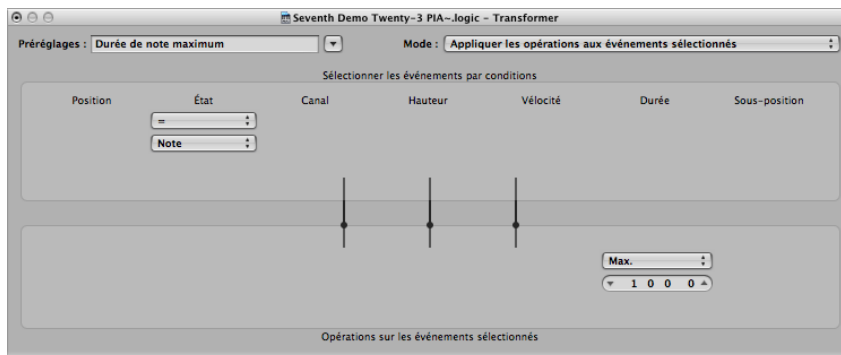 Seventh Demo Twenty-3 PIA~.logic – Transformer
Préréglages : Durée de note maximum Mode : Appliquer les opérations aux événements sélectionnés
Sélectionner les événements par conditions
Position État Canal Hauteur Vélocité Durée Sous-position
=
Note
Max.
1 0 0 0
Opérations sur les événements sélectionnés